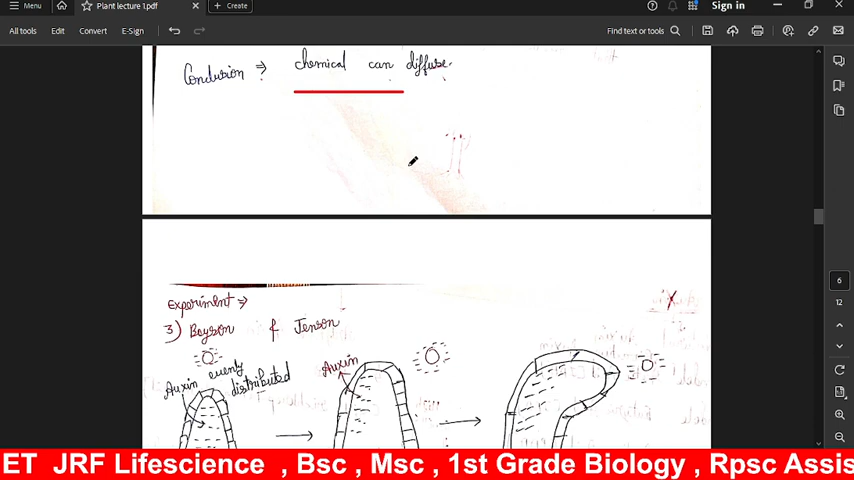 Menu
Plant lecture 1.pdf
Create
Sign in
All tools Edit Convert E-Sign
Find text or tools
Conclusion ⇒ chemical can diffuse.
6
12
Experiment ⇒
3) Boyson & Jenson
Auxin evenly distributed
Auxin
ET JRF Lifescience , Bsc , Msc , 1st Grade Biology , Rpsc Assis